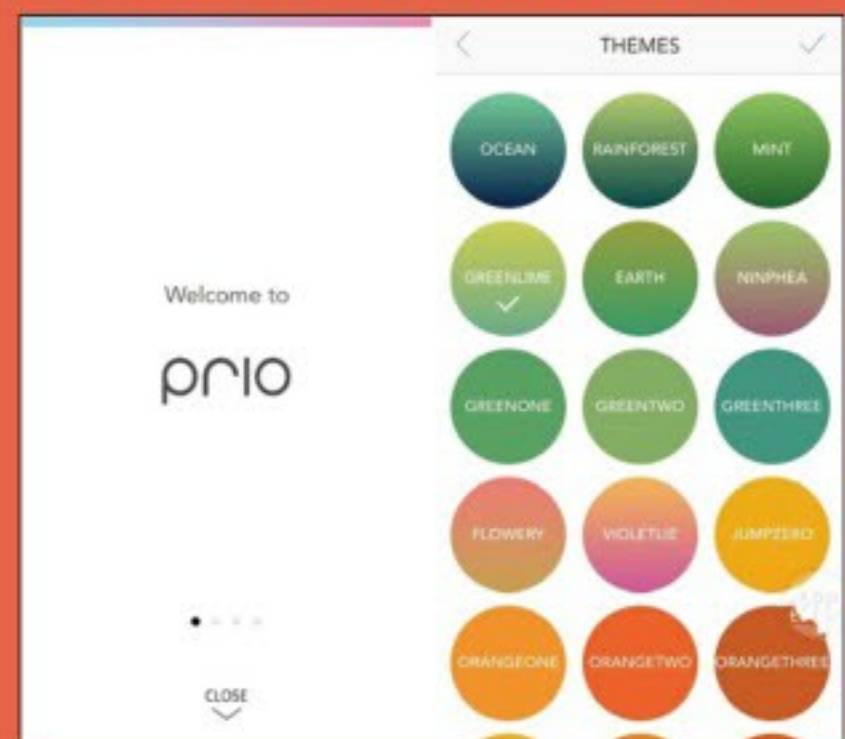 Welcome to
prio
CLOSE
THEMES
OCEAN RAINFOREST MINT
GREENLIME EARTH NINPHEA
GREENONE GREENTWO GREENTHREE
FLOWERY VIOLETLIE JUMPZERO
ORANGEONE ORANGETWO ORANGETHREE